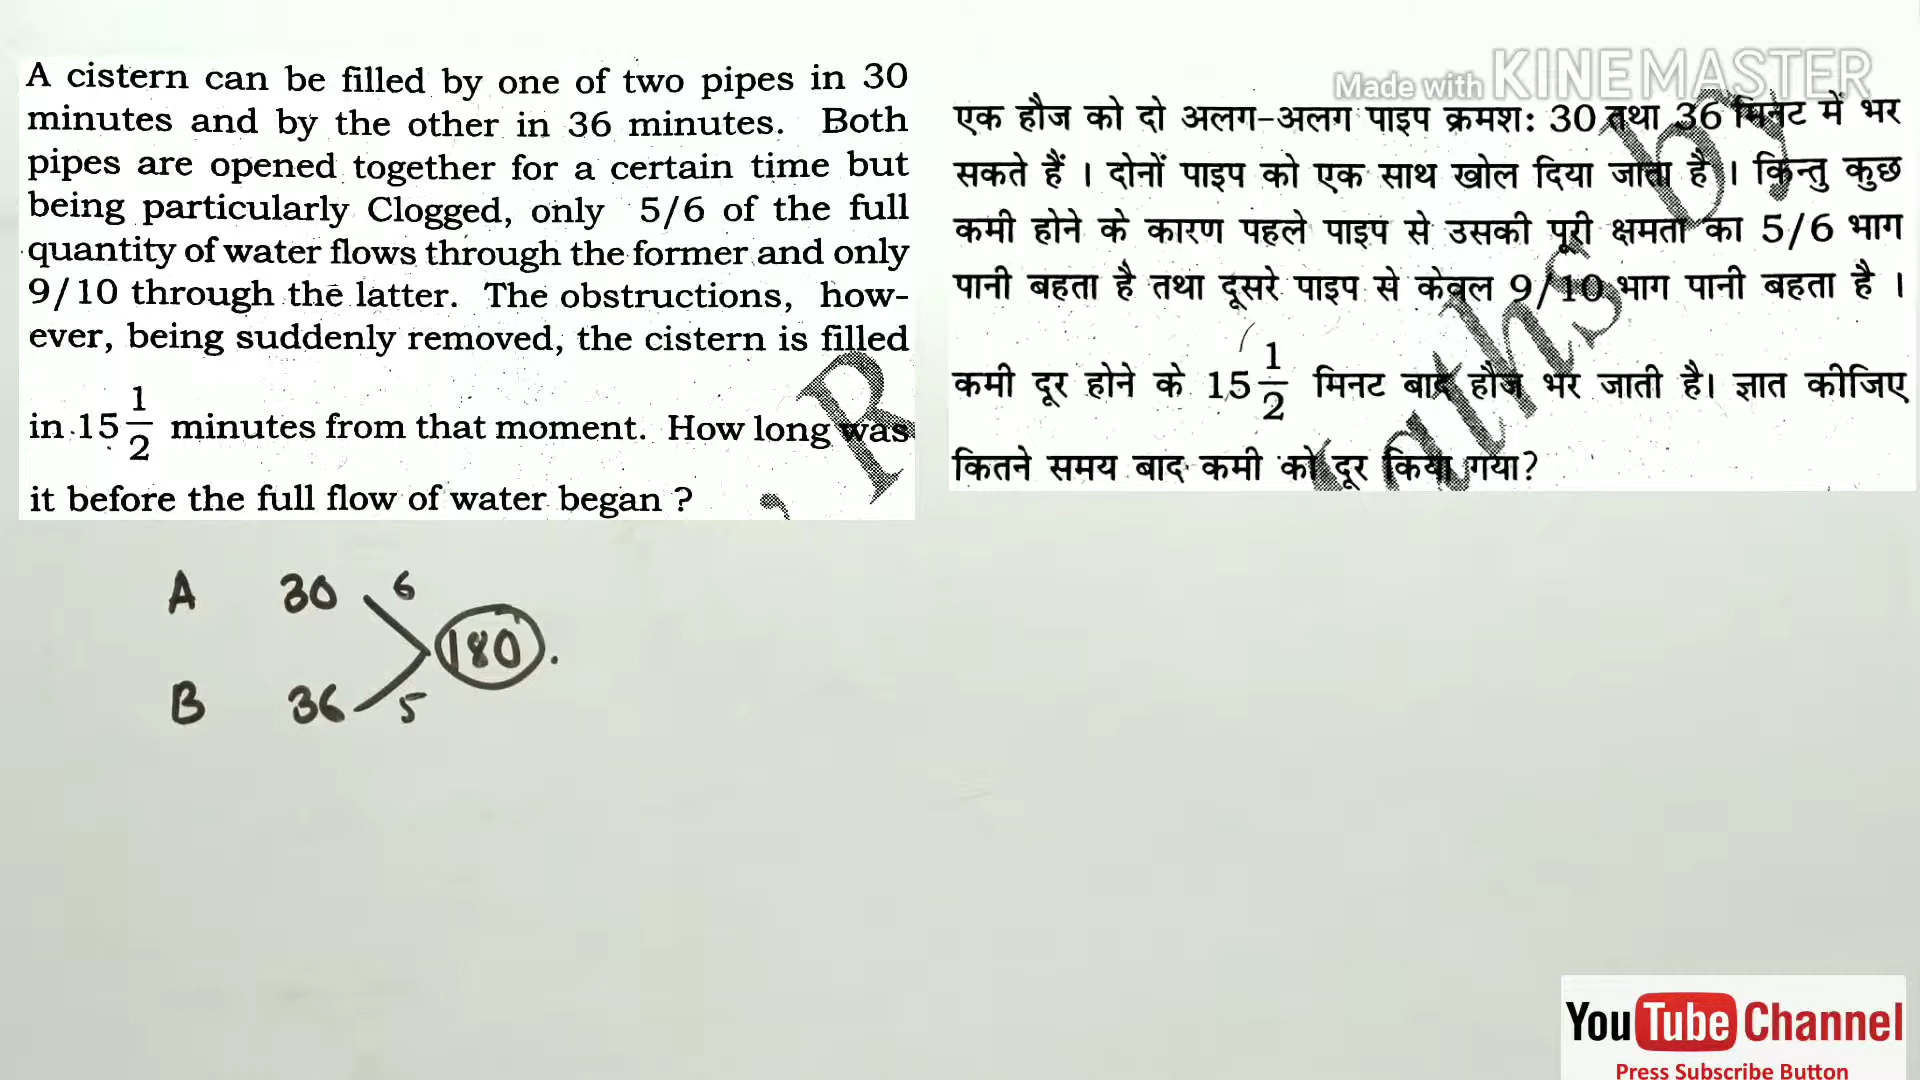 A cistern can be filled by one of two pipes in 30
minutes and by the other in 36 minutes. Both
pipes are opened together for a certain time but
being particularly Clogged, only 5/6 of the full
quantity of water flows through the former and only
9/10 through the latter. The obstructions, how-
ever, being suddenly removed, the cistern is filled
in 15 1/2 minutes from that moment. How long was
it before the full flow of water began ?
Made with KINEMASTER
एक हौज को दो अलग-अलग पाइप क्रमश: 30 तथा 36 मिनट में भर
सकते हैं । दोनों पाइप को एक साथ खोल दिया जाता है । किन्तु कुछ
कमी होने के कारण पहले पाइप से उसकी पूरी क्षमता का 5/6 भाग
पानी बहता है तथा दूसरे पाइप से केवल 9/10 भाग पानी बहता है ।
कमी दूर होने के 15 1/2 मिनट बाद हौज भर जाती है। ज्ञात कीजिए
कितने समय बाद कमी को दूर किया गया?
by
R
A 30 6
180.
B 36 5
YouTube Channel
Press Subscribe Button